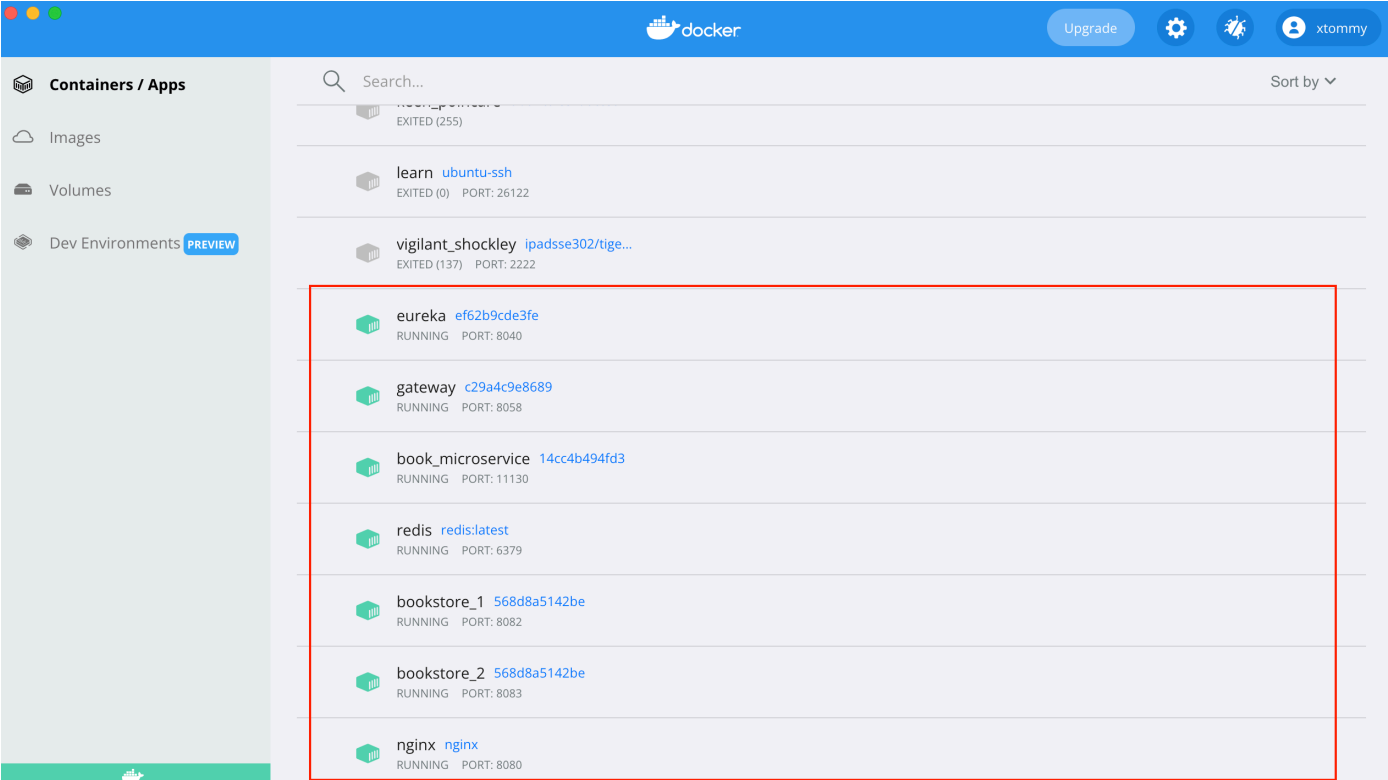 docker
Upgrade
xtommy
Containers / Apps
Images
Volumes
Dev Environments PREVIEW
Search...
Sort by
EXITED (255)
learn ubuntu-ssh
EXITED (0) PORT: 26122
vigilant_shockley ipadsse302/tige...
EXITED (137) PORT: 2222
eureka ef62b9cde3fe
RUNNING PORT: 8040
gateway c29a4c9e8689
RUNNING PORT: 8058
book_microservice 14cc4b494fd3
RUNNING PORT: 11130
redis redis:latest
RUNNING PORT: 6379
bookstore_1 568d8a5142be
RUNNING PORT: 8082
bookstore_2 568d8a5142be
RUNNING PORT: 8083
nginx nginx
RUNNING PORT: 8080